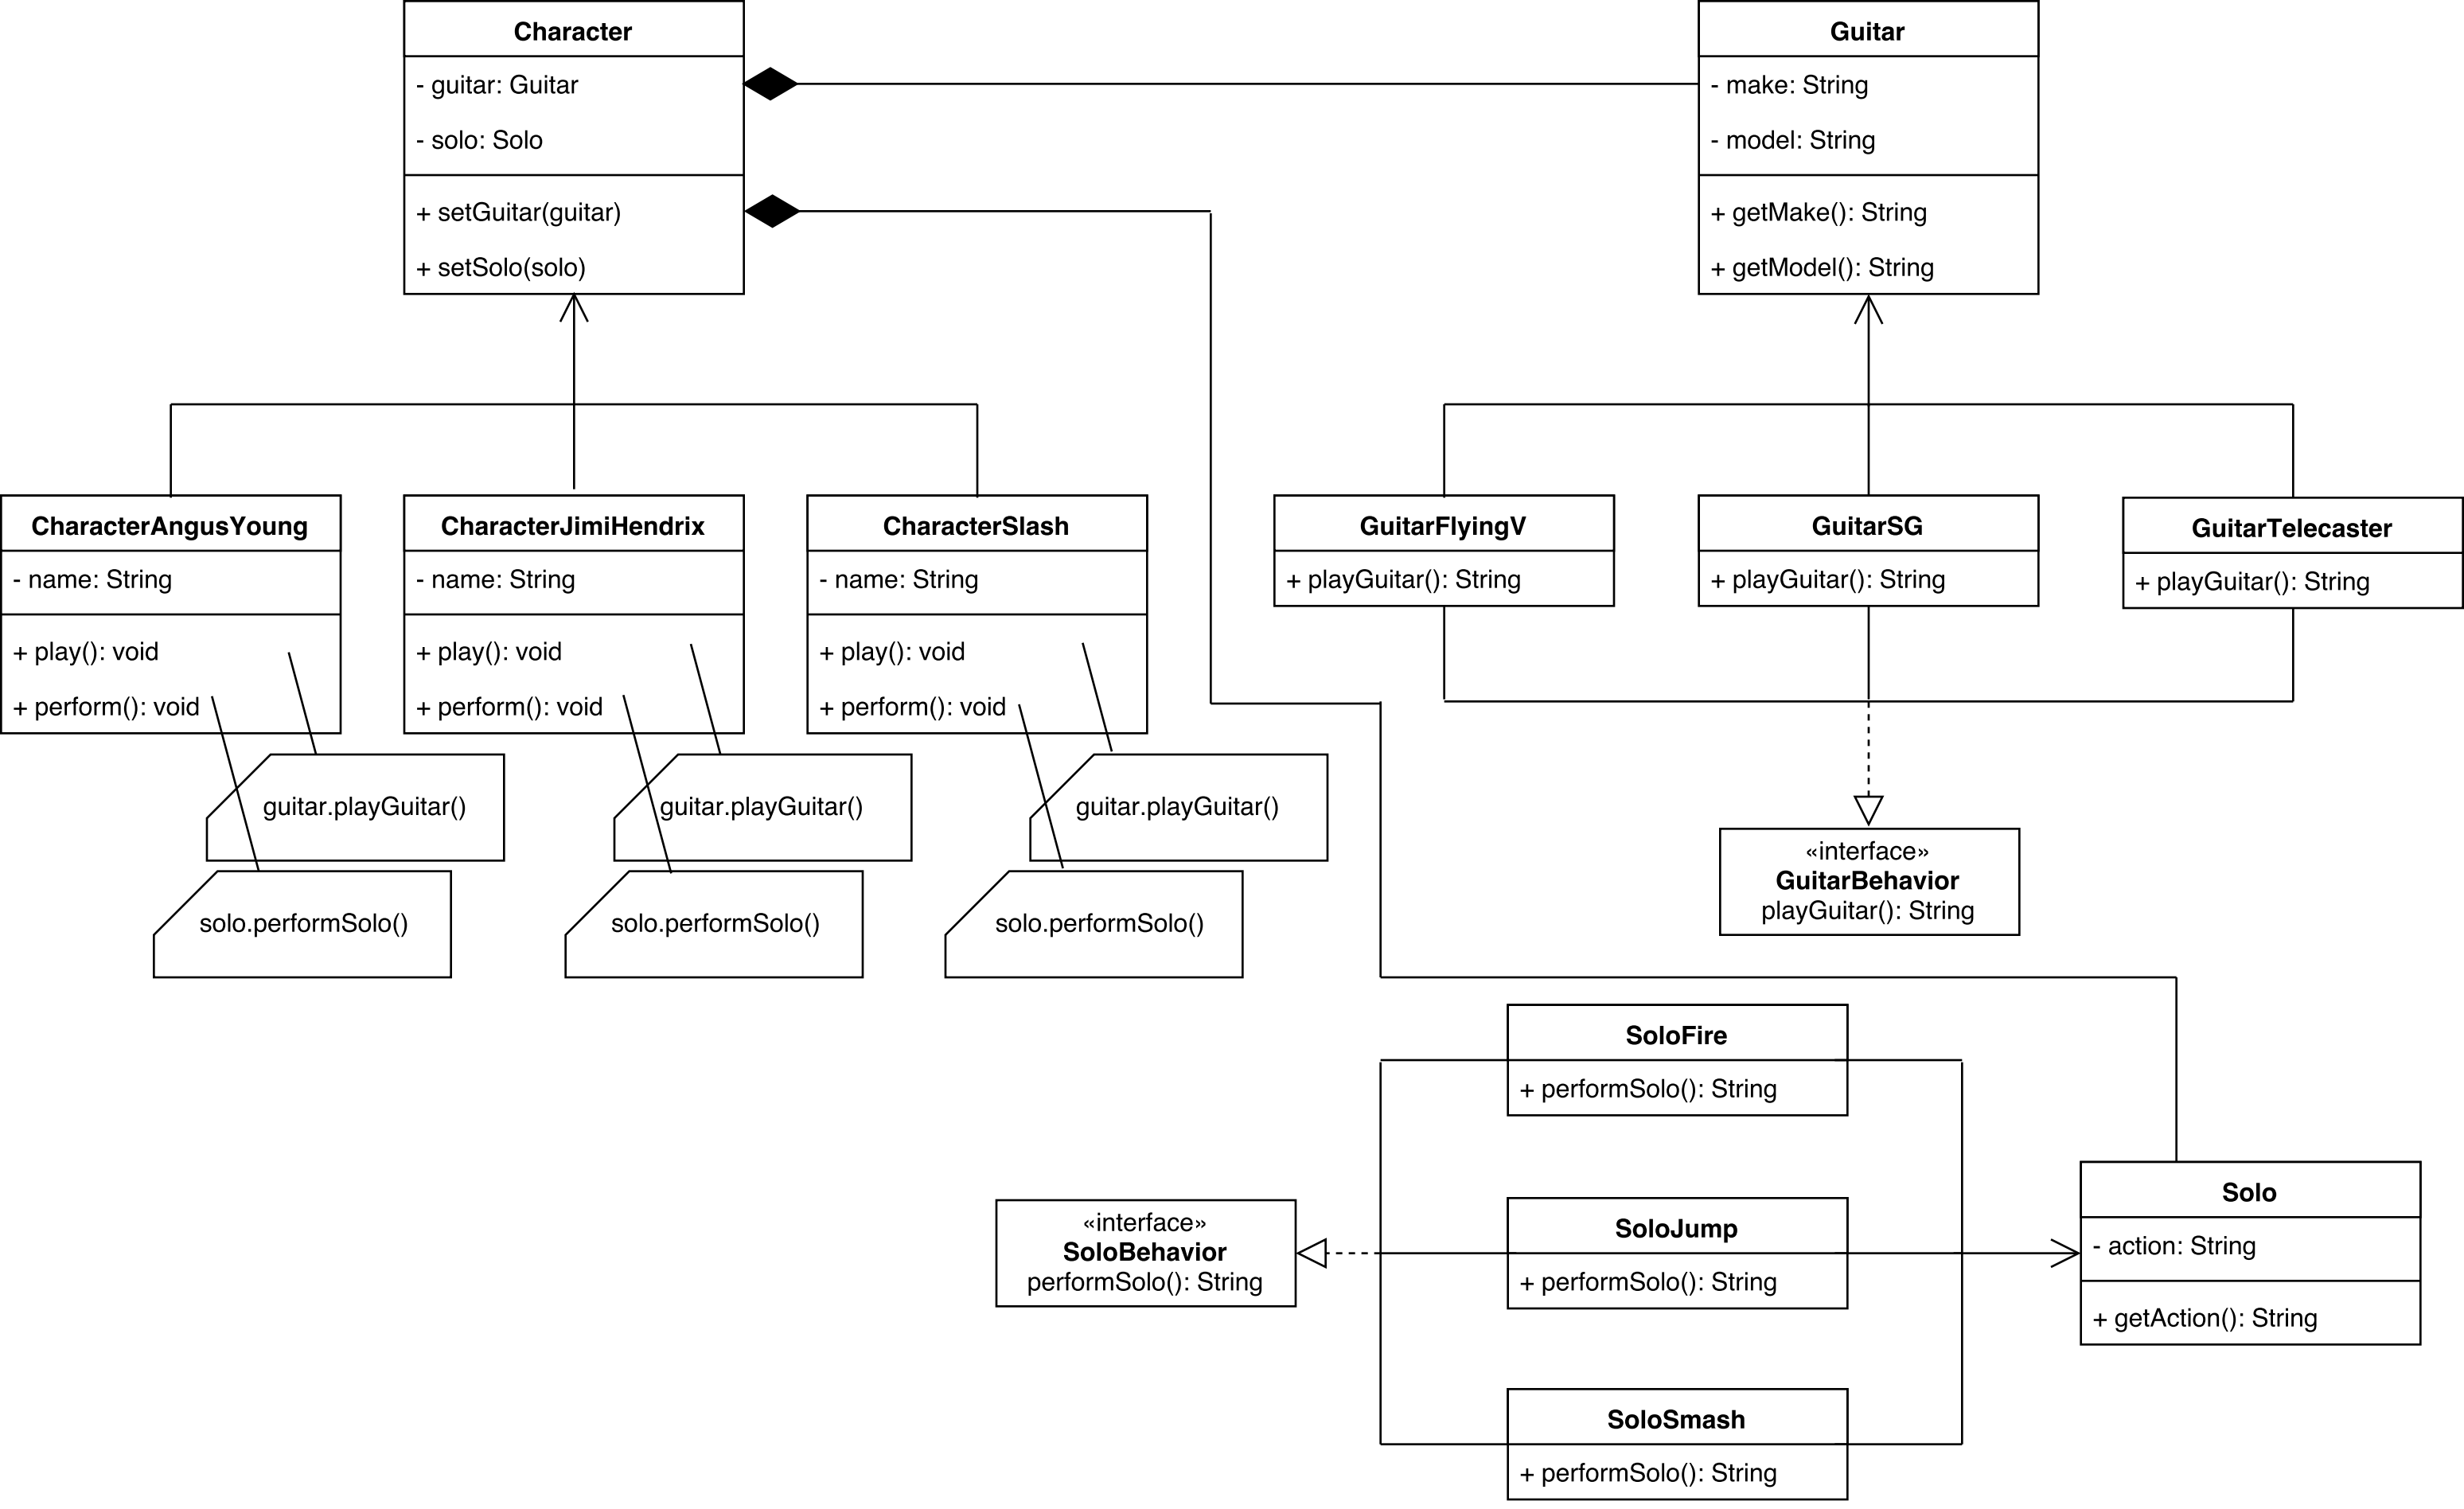 Character
- guitar: Guitar
- solo: Solo
+ setGuitar(guitar)
+ setSolo(solo)
Guitar
- make: String
- model: String
+ getMake(): String
+ getModel(): String
CharacterAngusYoung
- name: String
+ play(): void
+ perform(): void
guitar.playGuitar()
solo.performSolo()
CharacterJimiHendrix
- name: String
+ play(): void
+ perform(): void
guitar.playGuitar()
solo.performSolo()
CharacterSlash
- name: String
+ play(): void
+ perform(): void
guitar.playGuitar()
solo.performSolo()
GuitarFlyingV
+ playGuitar(): String
GuitarSG
+ playGuitar(): String
GuitarTelecaster
+ playGuitar(): String
«interface»
GuitarBehavior
playGuitar(): String
SoloFire
+ performSolo(): String
«interface»
SoloBehavior
performSolo(): String
SoloJump
+ performSolo(): String
Solo
- action: String
+ getAction(): String
SoloSmash
+ performSolo(): String